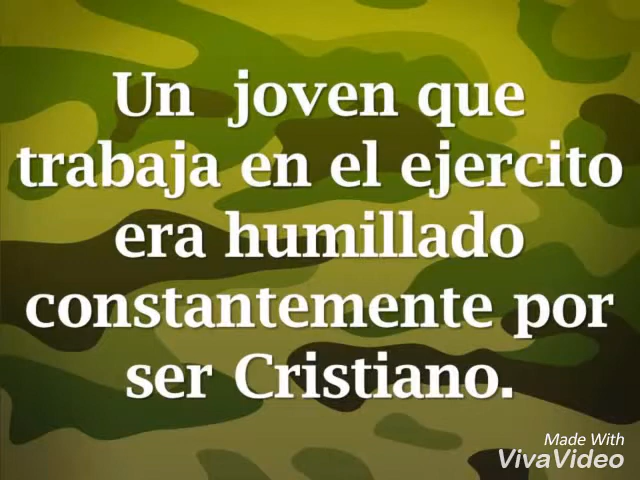 Un joven que
trabaja en el ejercito
era humillado
constantemente por
ser Cristiano.
Made With
VivaVideo